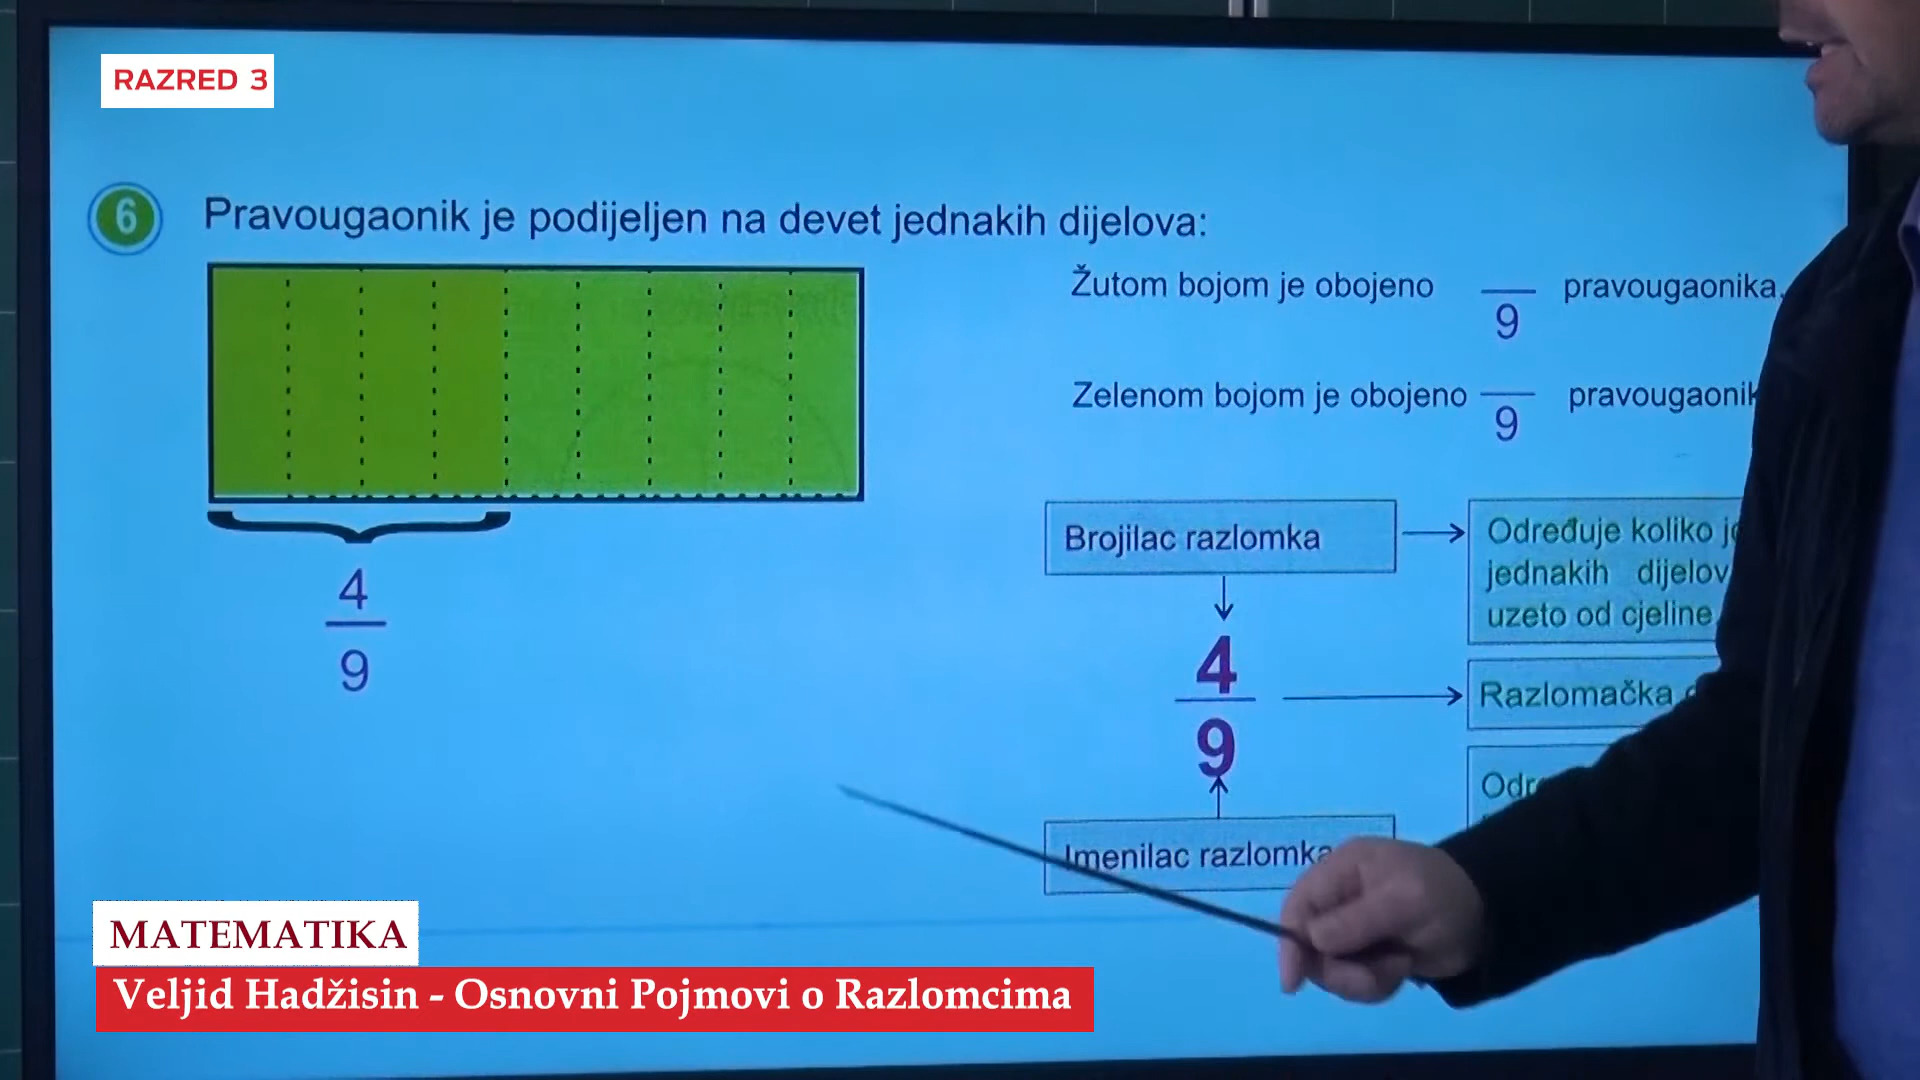 RAZRED 3
6 Pravougaonik je podijeljen na devet jednakih dijelova:
Žutom bojom je obojeno
9
pravougaonika.
Zelenom bojom je obojeno
9
4
9
Brojilac razlomka
Određuje koliko
jednakih
uzeto od cjeline
4
9
Razlomačka
Imenilac razlomka
MATEMATIKA
Veljid Hadžisin - Osnovni Pojmovi o Razlomcima